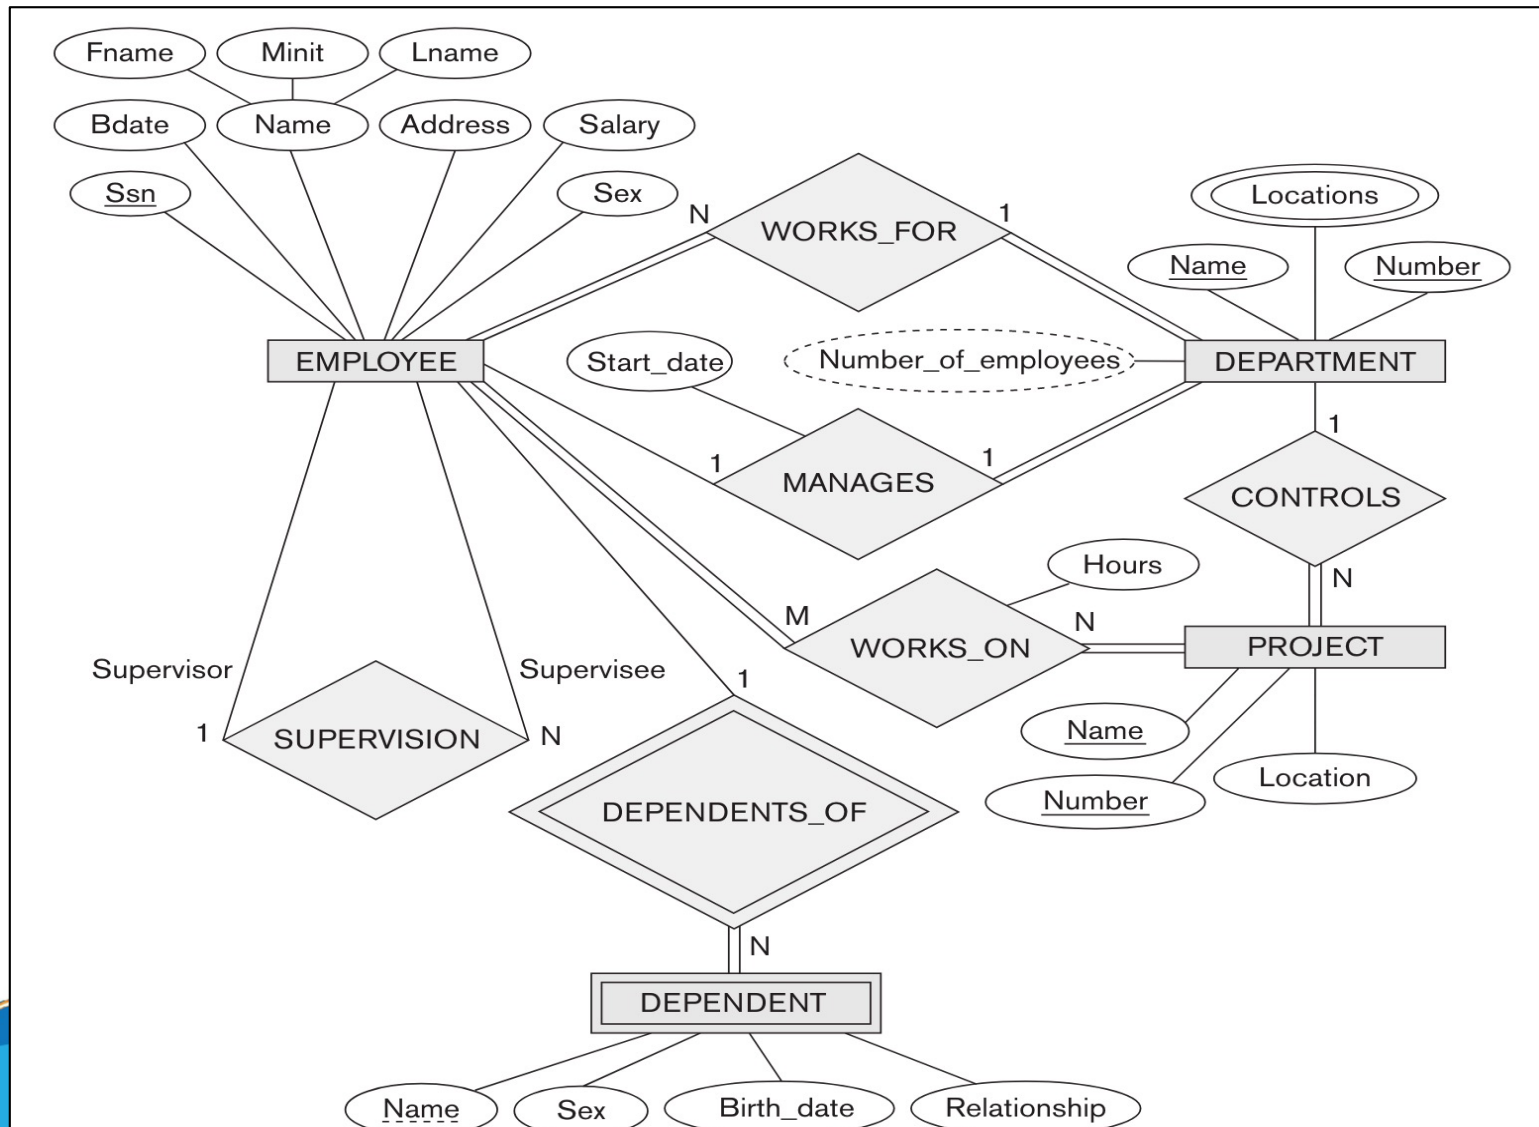 Fname Minit Lname
Bdate Name Address Salary
Ssn Sex
N WORKS_FOR 1
Locations
Name Number
EMPLOYEE Start_date Number_of_employees DEPARTMENT
1 MANAGES 1
1
CONTROLS
N
Hours
M WORKS_ON N
PROJECT
Name
Number
Location
Supervisor Supervisee
1 SUPERVISION N
1
DEPENDENTS_OF
N
DEPENDENT
Name Sex Birth_date Relationship